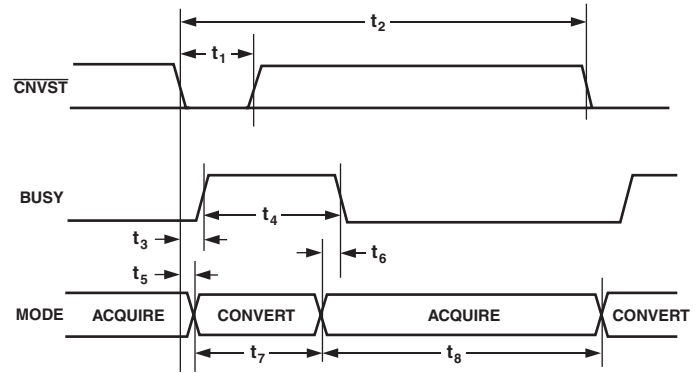 t2
t1
CNVST
BUSY
t4
t3
t6
t5
MODE ACQUIRE CONVERT ACQUIRE CONVERT
t7 t8